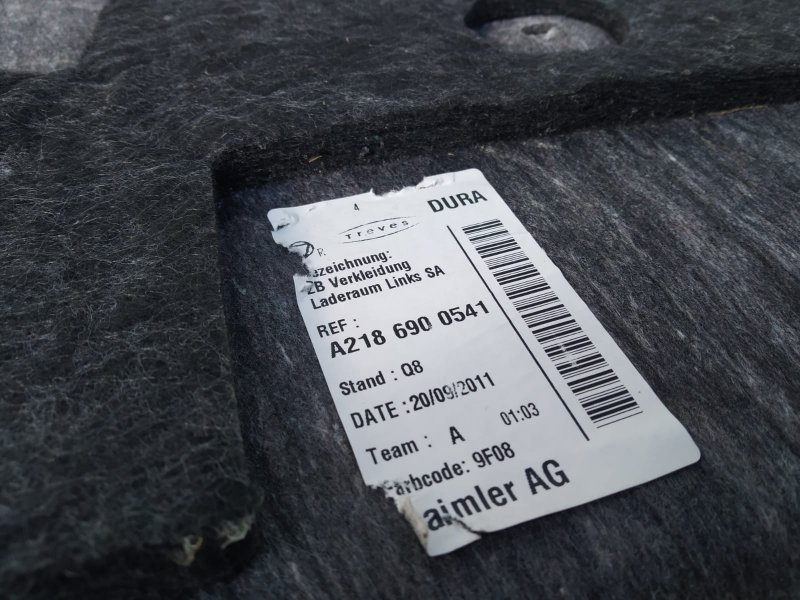 4
DURA
Treves
R.
zeichnung:
ZB Verkleidung
Laderaum Links SA
REF :
A218 690 0541
Stand : Q8
DATE : 20/09/2011
Team : A 01:03
arbcode: 9F08
aimler AG